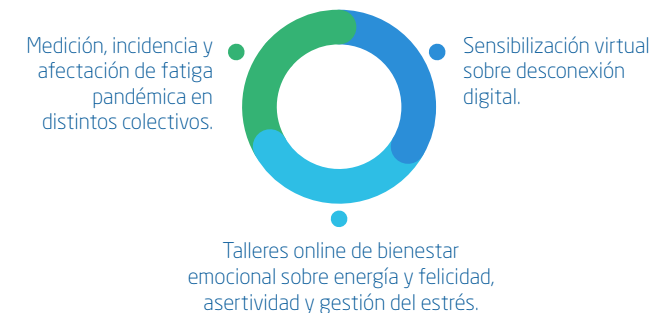 Medición, incidencia y
afectación de fatiga
pandémica en
distintos colectivos.
Sensibilización virtual
sobre desconexión
digital.
Talleres online de bienestar
emocional sobre energía y felicidad,
asertividad y gestión del estrés.